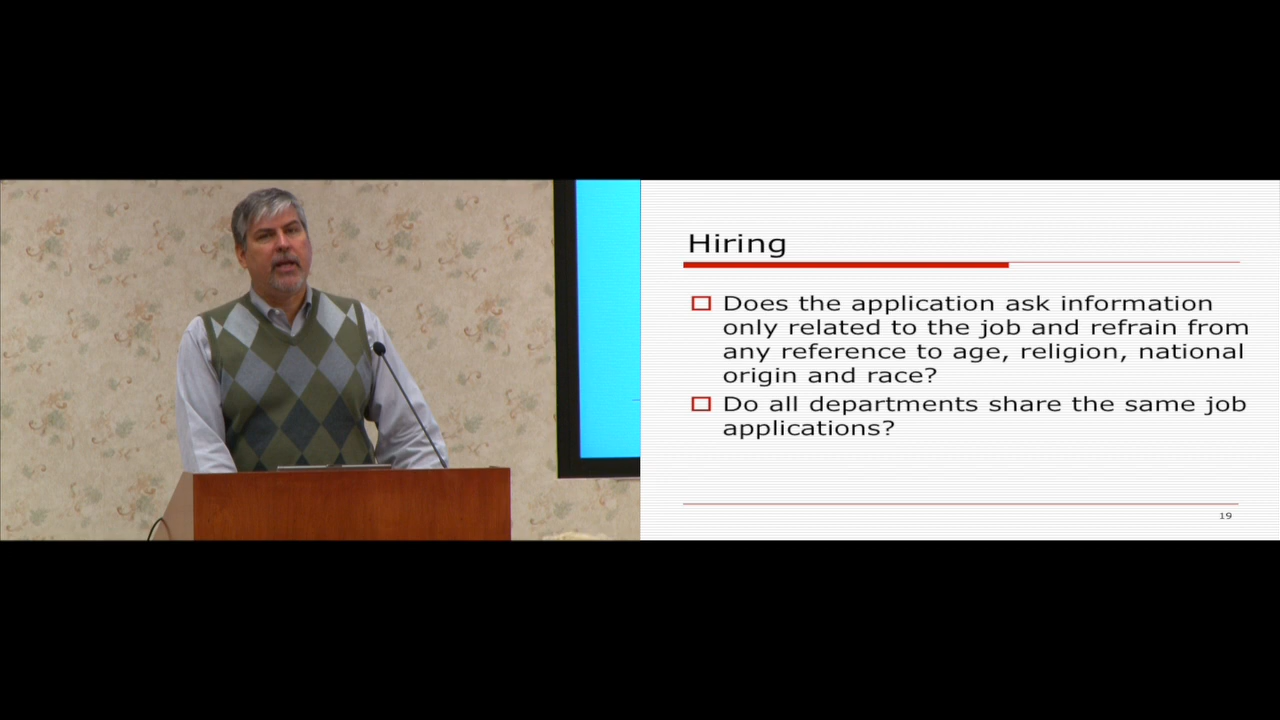 Hiring
Does the application ask information
only related to the job and refrain from
any reference to age, religion, national
origin and race?
Do all departments share the same job
applications?
19